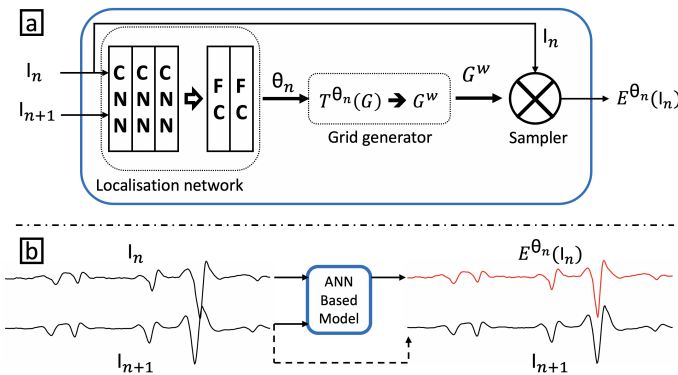 a
I_n
I_n
I_{n+1}
C C C
N N N
N N N
F F
C C
θ_n
T^{θ_n}(G) → G^w
G^w
E^{θ_n}(I_n)
Grid generator
Sampler
Localisation network
b
I_n
E^{θ_n}(I_n)
ANN
Based
Model
I_{n+1}
I_{n+1}